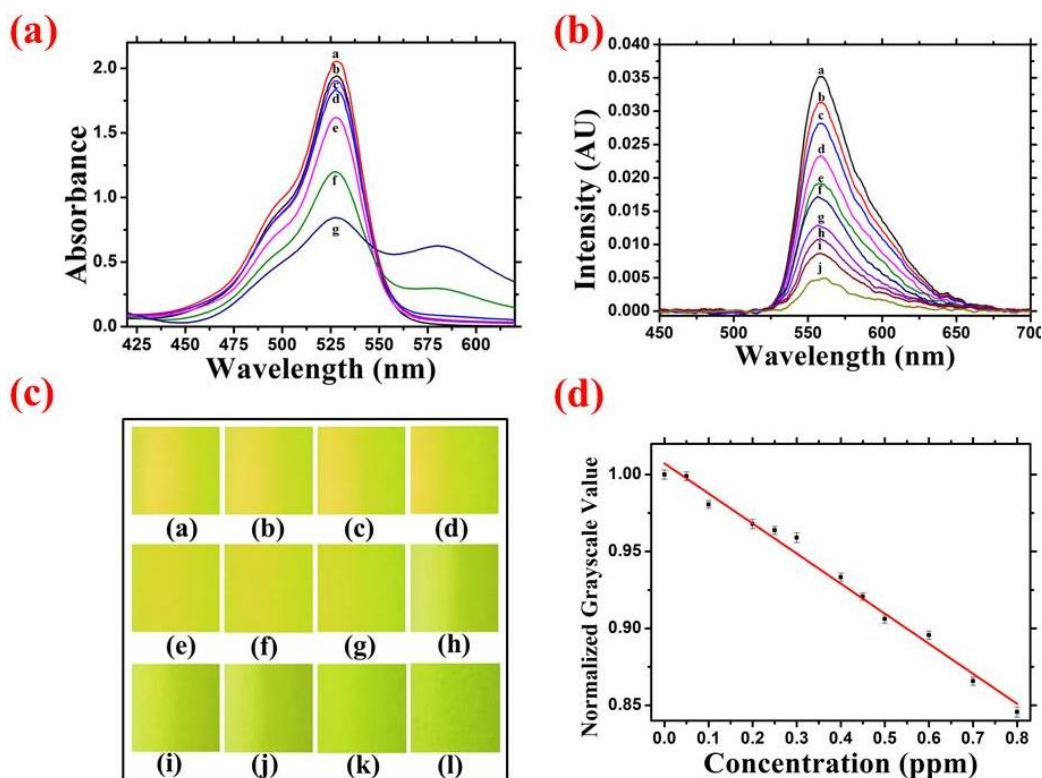 (a)
a
b
c
d
e
f
g
Absorbance
2.0
1.5
1.0
0.5
0.0
425 450 475 500 525 550 575 600
Wavelength (nm)
(b)
a
b
c
d
e
f
g
h
i
j
Intensity (AU)
0.040
0.035
0.030
0.025
0.020
0.015
0.010
0.005
0.000
450 500 550 600 650 700
Wavelength (nm)
(c)
(a) (b) (c) (d)
(e) (f) (g) (h)
(i) (j) (k) (l)
(d)
Normalized Grayscale Value
1.00
0.95
0.90
0.85
0.0 0.1 0.2 0.3 0.4 0.5 0.6 0.7 0.8
Concentration (ppm)